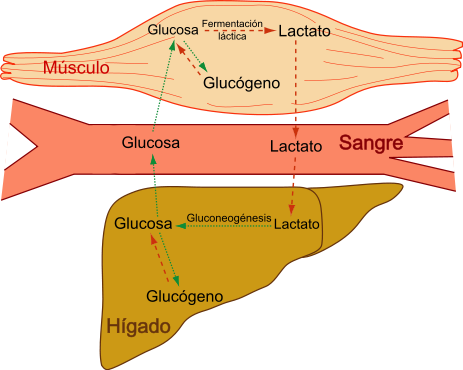 Glucosa
Fermentación
láctica
Lactato
Músculo
Glucógeno
Glucosa
Lactato
Sangre
Glucosa
Gluconeogénesis
Lactato
Glucógeno
Hígado